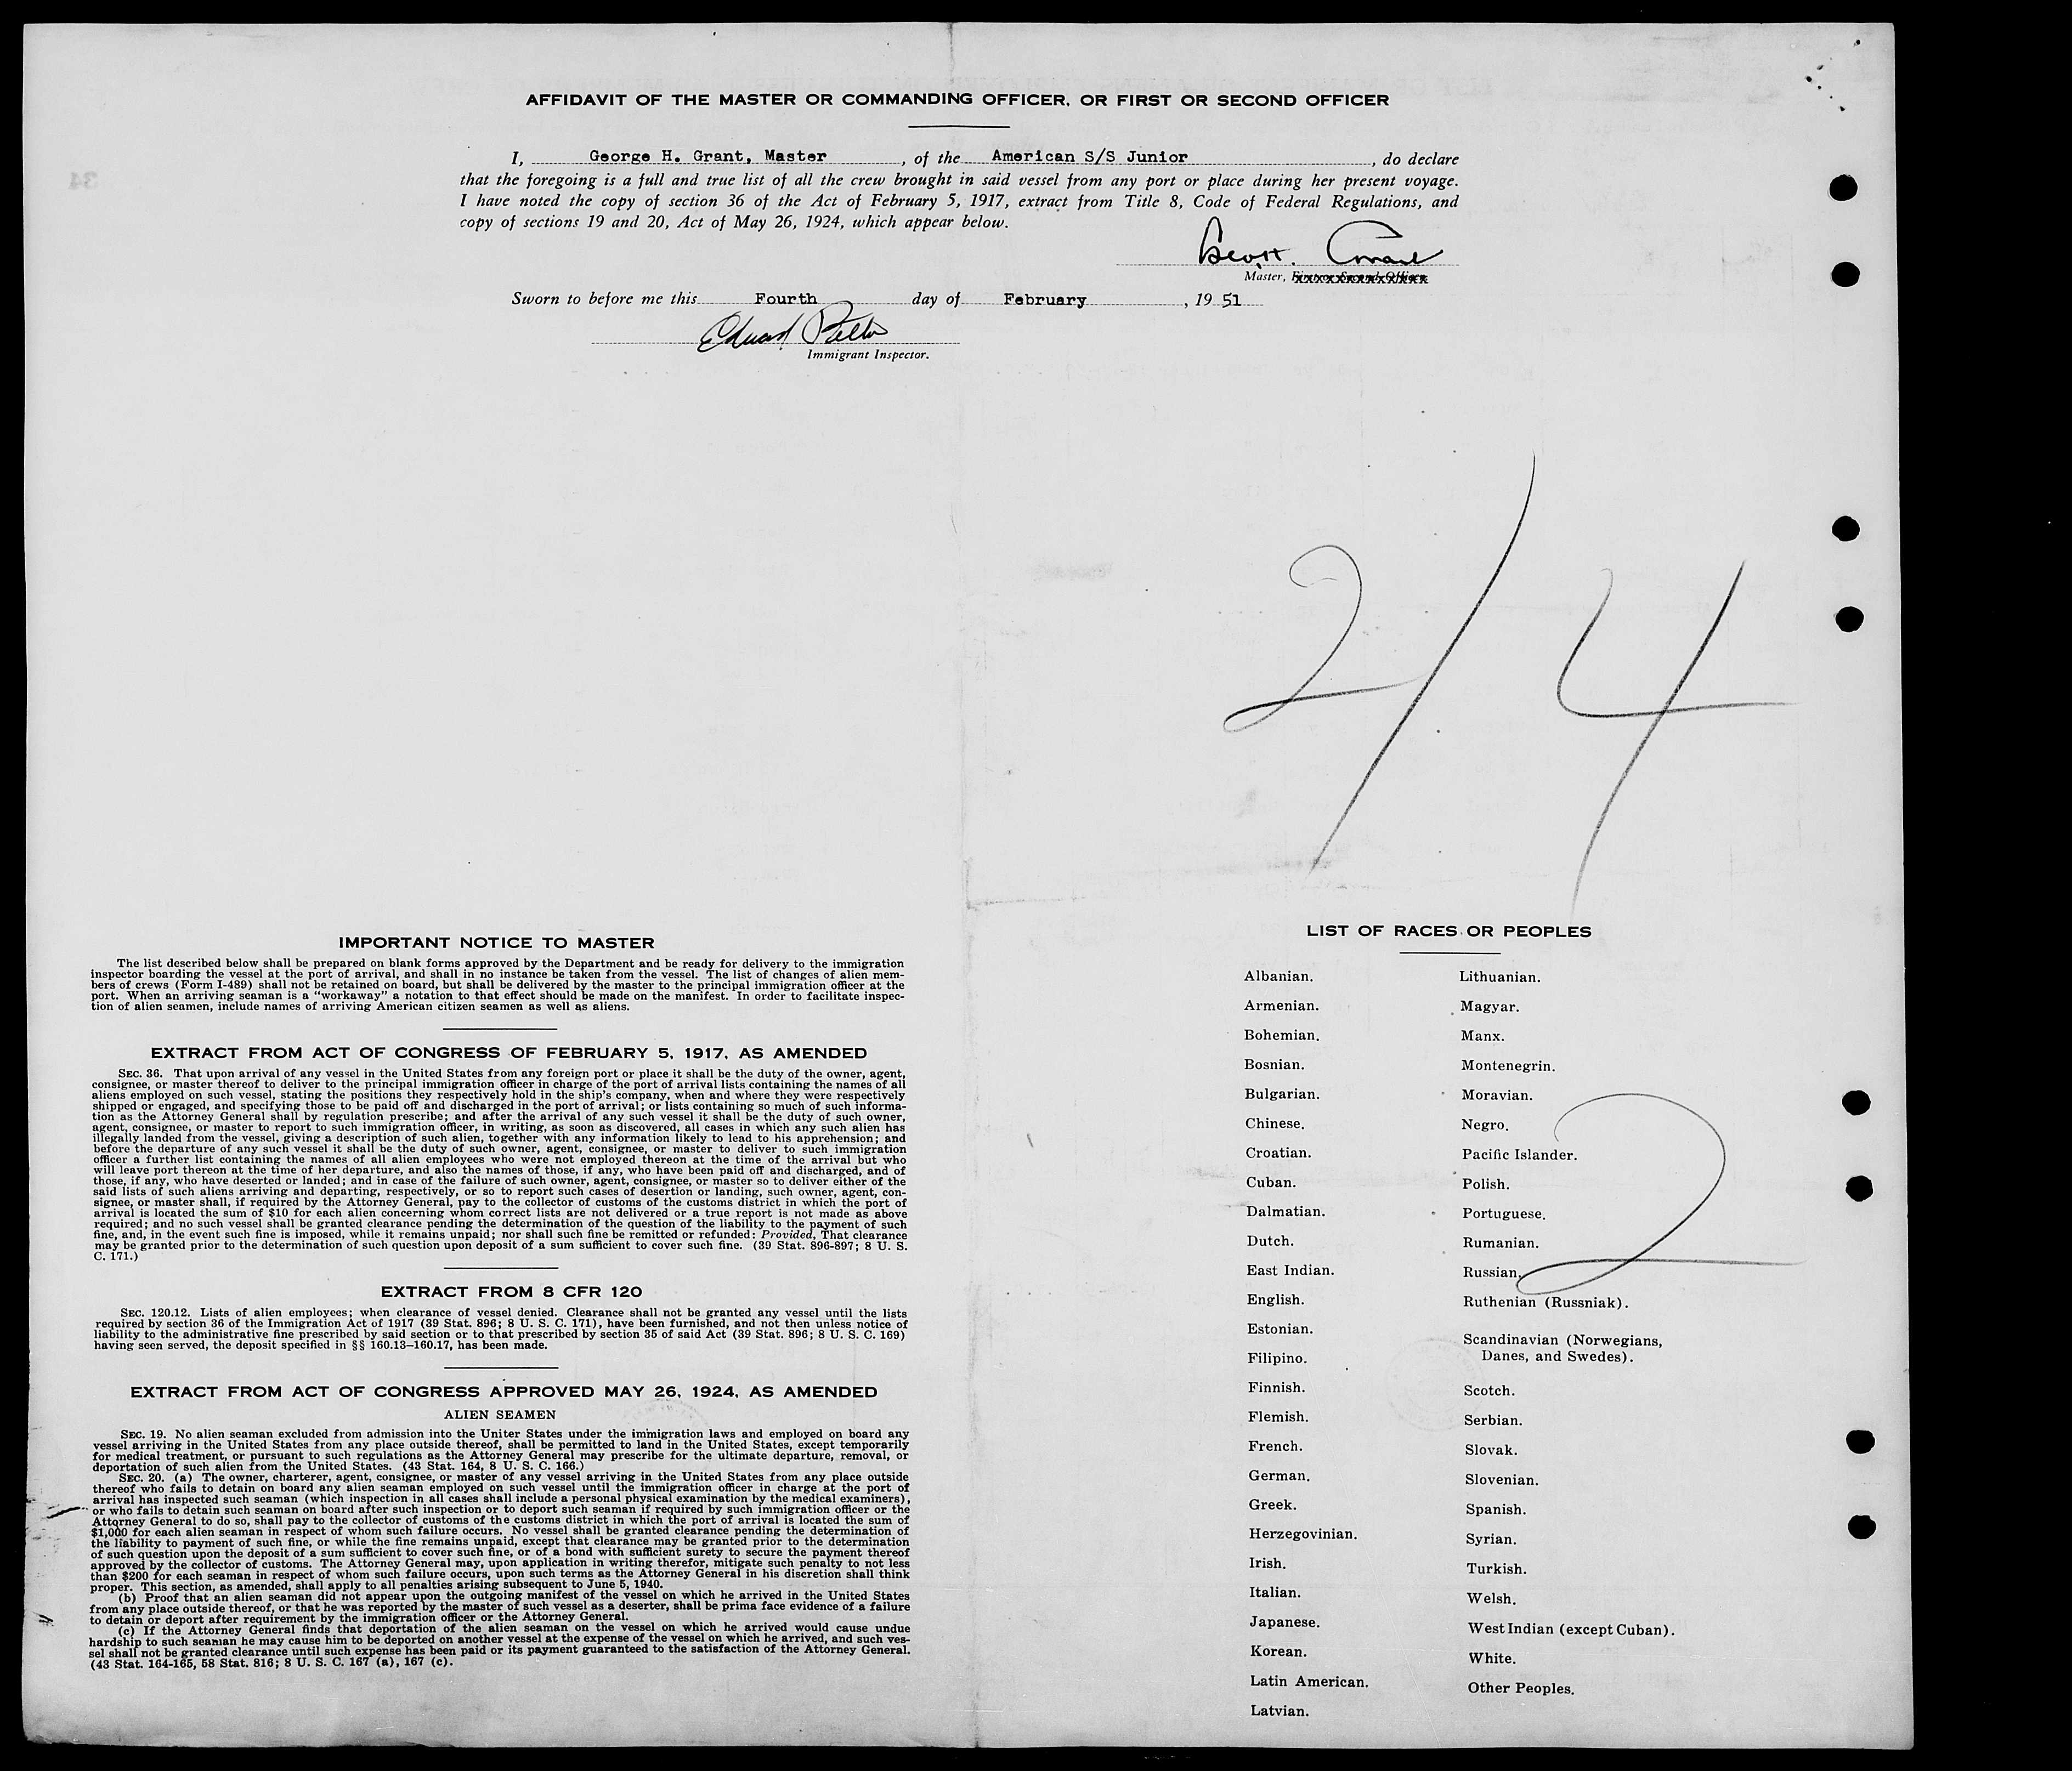 AFFIDAVIT OF THE MASTER OR COMMANDING OFFICER, OR FIRST OR SECOND OFFICER
I, George H. Grant, Master, of the American S/S Junior, do declare
that the foregoing is a full and true list of all the crew brought in said vessel from any port or place during her present voyage.
I have noted the copy of section 36 of the Act of February 5, 1917, extract from Title 8, Code of Federal Regulations, and
copy of sections 19 and 20, Act of May 26, 1924, which appear below.
Geo. H. Grant
Master, First or Second Officer
Sworn to before me this Fourth day of February, 19 51
Edward
Immigrant Inspector.
34
2/4
IMPORTANT NOTICE TO MASTER
The list described below shall be prepared on blank forms approved by the Department and be ready for delivery to the immigration
inspector boarding the vessel at the port of arrival, and shall in no instance be taken from the vessel. The list of changes of alien mem-
bers of crews (Form I-489) shall not be retained on board, but shall be delivered by the master to the principal immigration officer at the
port. When an arriving seaman is a “workaway” a notation to that effect should be made on the manifest. In order to facilitate inspec-
tion of alien seamen, include names of arriving American citizen seamen as well as aliens.
EXTRACT FROM ACT OF CONGRESS OF FEBRUARY 5, 1917, AS AMENDED
SEC. 36. That upon arrival of any vessel in the United States from any foreign port or place it shall be the duty of the owner, agent,
consignee, or master thereof to deliver to the principal immigration officer in charge of the port of arrival lists containing the names of all
aliens employed on such vessel, stating the positions they respectively hold in the ship's company, when and where they were respectively
shipped or engaged, and specifying those to be paid off and discharged in the port of arrival; or lists containing so much of such informa-
tion as the Attorney General shall by regulation prescribe; and after the arrival of any such vessel it shall be the duty of such owner,
agent, consignee, or master to report to such immigration officer, in writing, as soon as discovered, all cases in which any such alien has
illegally landed from the vessel, giving a description of such alien, together with any information likely to lead to his apprehension; and
before the departure of any such vessel it shall be the duty of such owner, agent, consignee, or master to deliver to such immigration
officer a further list containing the names of all alien employees who were not employed thereon at the time of the arrival but who
will leave port thereon at the time of her departure, and also the names of those, if any, who have been paid off and discharged, and of
those, if any, who have deserted or landed; and in case of the failure of such owner, agent, consignee, or master so to deliver either of the
said lists of such aliens arriving and departing, respectively, or so to report such cases of desertion or landing, such owner, agent, con-
signee, or master shall, if required by the Attorney General, pay to the collector of customs of the customs district in which the port of
arrival is located the sum of $10 for each alien concerning whom correct lists are not delivered or a true report is not made as above
required; and no such vessel shall be granted clearance pending the determination of the question of the liability to the payment of such
fine, and, in the event such fine is imposed, while it remains unpaid; nor shall such fine be remitted or refunded: Provided, That clearance
may be granted prior to the determination of such question upon deposit of a sum sufficient to cover such fine. (39 Stat. 896-897; 8 U. S.
C. 171.)
EXTRACT FROM 8 CFR 120
SEC. 120.12. Lists of alien employees; when clearance of vessel denied. Clearance shall not be granted any vessel until the lists
required by section 36 of the Immigration Act of 1917 (39 Stat. 896; 8 U. S. C. 171), have been furnished, and not then unless notice of
liability to the administrative fine prescribed by said section or to that prescribed by section 35 of said Act (39 Stat. 896; 8 U. S. C. 169)
having seen served, the deposit specified in §§ 160.13–160.17, has been made.
EXTRACT FROM ACT OF CONGRESS APPROVED MAY 26, 1924, AS AMENDED
ALIEN SEAMEN
SEC. 19. No alien seaman excluded from admission into the Uniter States under the immigration laws and employed on board any
vessel arriving in the United States from any place outside thereof, shall be permitted to land in the United States, except temporarily
for medical treatment, or pursuant to such regulations as the Attorney General may prescribe for the ultimate departure, removal, or
deportation of such alien from the United States. (43 Stat. 164, 8 U. S. C. 166.)
SEC. 20. (a) The owner, charterer, agent, consignee, or master of any vessel arriving in the United States from any place outside
thereof who fails to detain on board any alien seaman employed on such vessel until the immigration officer in charge at the port of
arrival has inspected such seaman (which inspection in all cases shall include a personal physical examination by the medical examiners),
or who fails to detain such seaman on board after such inspection or to deport such seaman if required by such immigration officer or the
Attorney General to do so, shall pay to the collector of customs of the customs district in which the port of arrival is located the sum of
$1,000 for each alien seaman in respect of whom such failure occurs. No vessel shall be granted clearance pending the determination of
the liability to payment of such fine, or while the fine remains unpaid, except that clearance may be granted prior to the determination
of such question upon the deposit of a sum sufficient to cover such fine, or of a bond with sufficient surety to secure the payment thereof
approved by the collector of customs. The Attorney General may, upon application in writing therefor, mitigate such penalty to not less
than $200 for each seaman in respect of whom such failure occurs, upon such terms as the Attorney General in his discretion shall think
proper. This section, as amended, shall apply to all penalties arising subsequent to June 5, 1940.
(b) Proof that an alien seaman did not appear upon the outgoing manifest of the vessel on which he arrived in the United States
from any place outside thereof, or that he was reported by the master of such vessel as a deserter, shall be prima face evidence of a failure
to detain or deport after requirement by the immigration officer or the Attorney General.
(c) If the Attorney General finds that deportation of the alien seaman on the vessel on which he arrived would cause undue
hardship to such seaman he may cause him to be deported on another vessel at the expense of the vessel on which he arrived, and such ves-
sel shall not be granted clearance until such expense has been paid or its payment guaranteed to the satisfaction of the Attorney General.
(43 Stat. 164-165, 58 Stat. 816; 8 U. S. C. 167 (a), 167 (c).
LIST OF RACES OR PEOPLES
Albanian.
Armenian.
Bohemian.
Bosnian.
Bulgarian.
Chinese.
Croatian.
Cuban.
Dalmatian.
Dutch.
East Indian.
English.
Estonian.
Filipino.
Finnish.
Flemish.
French.
German.
Greek.
Herzegovinian.
Irish.
Italian.
Japanese.
Korean.
Latin American.
Latvian.
Lithuanian.
Magyar.
Manx.
Montenegrin.
Moravian.
Negro.
Pacific Islander.
Polish.
Portuguese.
Rumanian.
Russian.
Ruthenian (Russniak).
Scandinavian (Norwegians,
Danes, and Swedes).
Scotch.
Serbian.
Slovak.
Slovenian.
Spanish.
Syrian.
Turkish.
Welsh.
West Indian (except Cuban).
White.
Other Peoples.
2